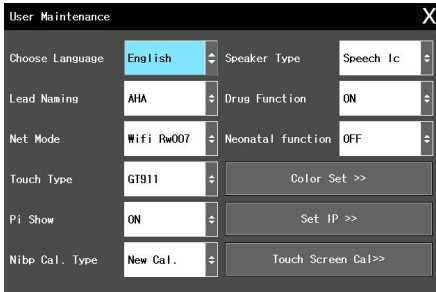 User Maintenance X
Choose Language English Speaker Type Speech Ic
Lead Naming AHA Drug Function ON
Net Mode Wifi Rw007 Neonatal function OFF
Touch Type GT911 Color Set >>
Pi Show ON Set IP >>
Nibp Cal. Type New Cal. Touch Screen Cal>>